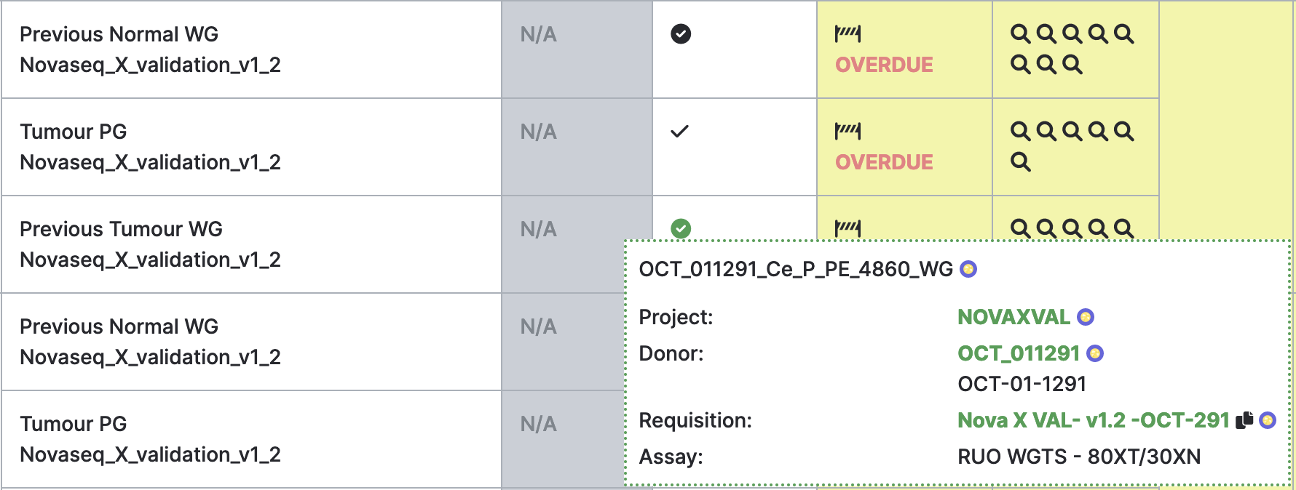 Previous Normal WG
Novaseq_X_validation_v1_2
N/A
OVERDUE
Tumour PG
Novaseq_X_validation_v1_2
N/A
OVERDUE
Previous Tumour WG
Novaseq_X_validation_v1_2
N/A
OCT_011291_Ce_P_PE_4860_WG
Project: NOVAXVAL
Donor: OCT_011291
OCT-01-1291
Requisition: Nova X VAL- v1.2 -OCT-291
Assay: RUO WGTS - 80XT/30XN
Previous Normal WG
Novaseq_X_validation_v1_2
N/A
Tumour PG
Novaseq_X_validation_v1_2
N/A